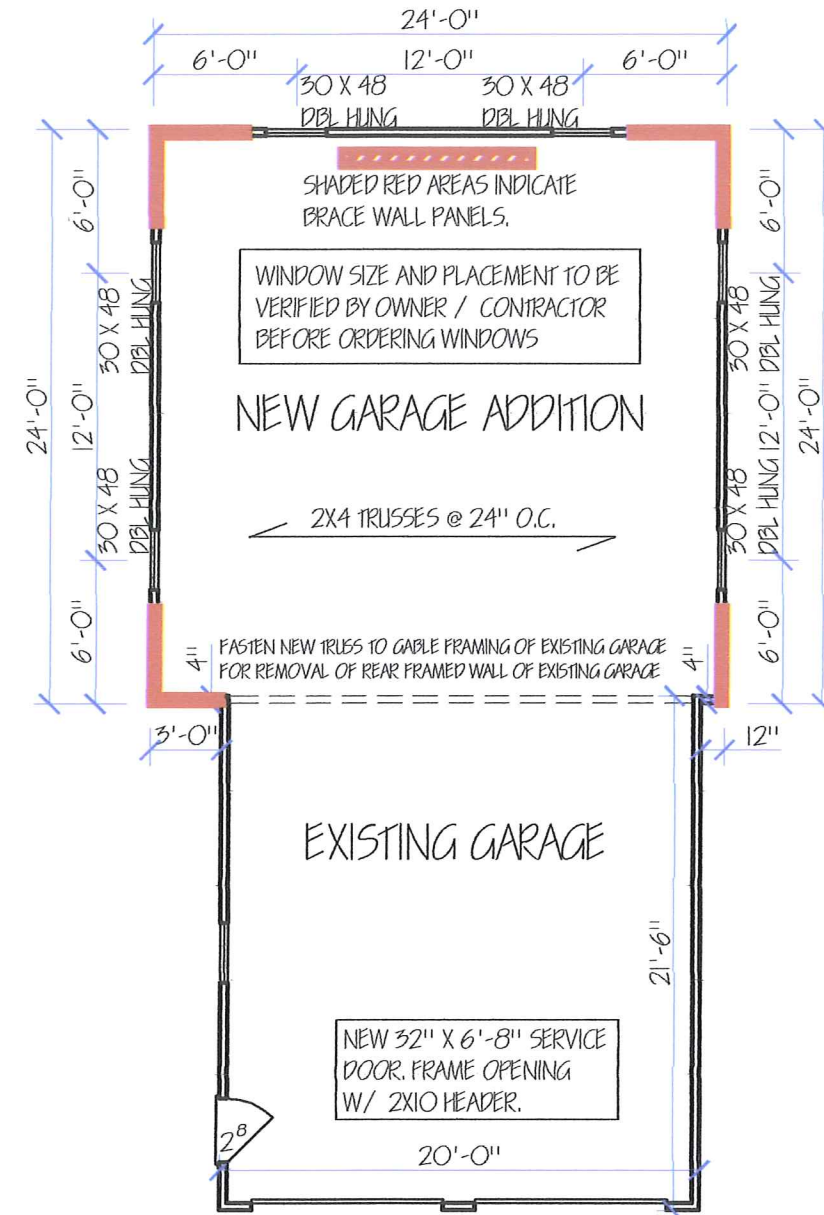 24'-0"
6'-0" 12'-0" 6'-0"
30 X 48 30 X 48
DBL HUNG DBL HUNG
SHADED RED AREAS INDICATE
BRACE WALL PANELS.
WINDOW SIZE AND PLACEMENT TO BE
VERIFIED BY OWNER / CONTRACTOR
BEFORE ORDERING WINDOWS
NEW GARAGE ADDITION
2X4 TRUSSES @ 24" O.C.
24'-0"
6'-0"
12'-0"
6'-0"
30 X 48
DBL HUNG
30 X 48
DBL HUNG
30 X 48
DBL HUNG
30 X 48
DBL HUNG
6'-0"
12'-0"
6'-0"
24'-0"
4"
FASTEN NEW TRUSS TO GABLE FRAMING OF EXISTING GARAGE
FOR REMOVAL OF REAR FRAMED WALL OF EXISTING GARAGE
4"
3'-0"
12"
EXISTING GARAGE
21'-6"
NEW 32" X 6'-8" SERVICE
DOOR. FRAME OPENING
W/ 2X10 HEADER.
2⁸
20'-0"